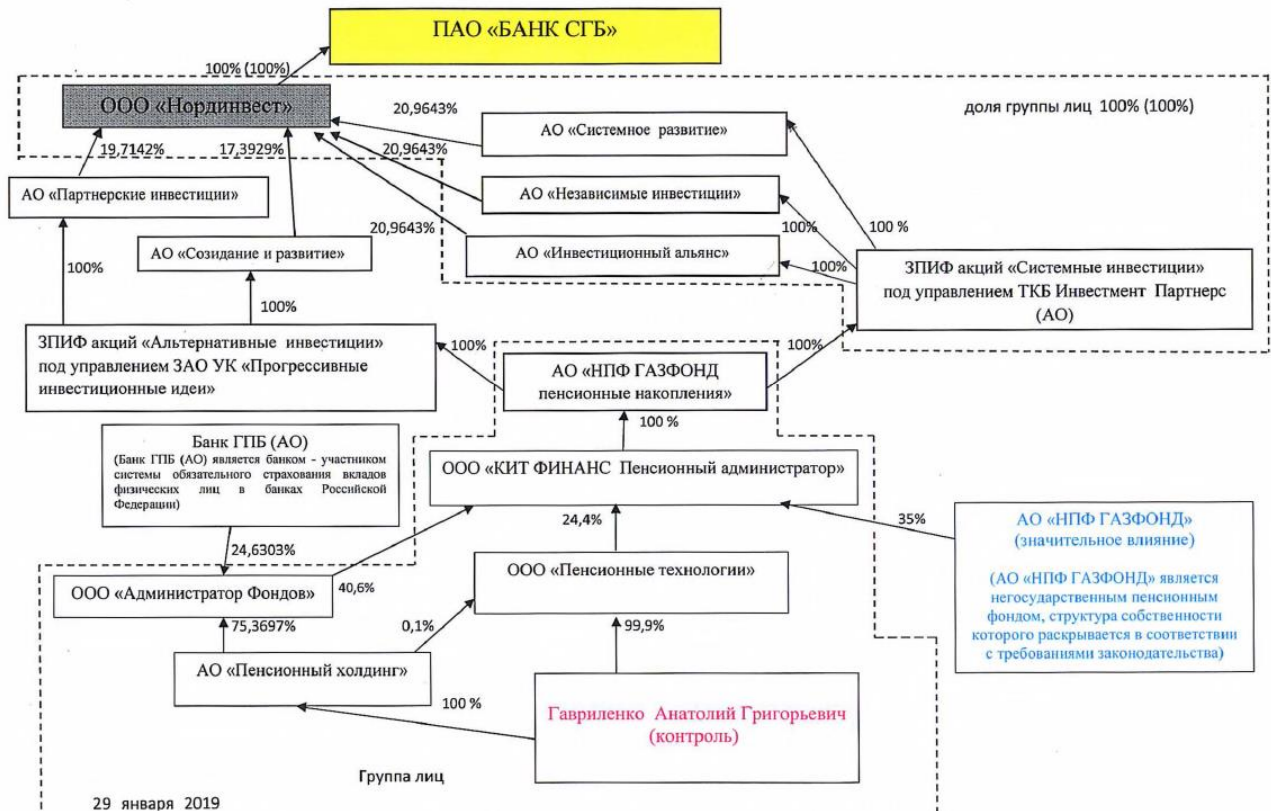 ПАО «БАНК СГБ»
100% (100%)
ООО «Нординвест»
доля группы лиц 100% (100%)
20,9643%
АО «Системное развитие»
19,7142%
17,3929%
20,9643%
АО «Партнерские инвестиции»
АО «Независимые инвестиции»
20,9643%
100%
100 %
АО «Созидание и развитие»
АО «Инвестиционный альянс»
100%
100%
ЗПИФ акций «Системные инвестиции»
под управлением ТКБ Инвестмент Партнерс
(АО)
100%
ЗПИФ акций «Альтернативные инвестиции»
под управлением ЗАО УК «Прогрессивные
инвестиционные идеи»
100%
100%
АО «НПФ ГАЗФОНД
пенсионные накопления»
100 %
Банк ГПБ (АО)
(Банк ГПБ (АО) является банком - участником
системы обязательного страхования вкладов
физических лиц в банках Российской
Федерации)
ООО «КИТ ФИНАНС Пенсионный администратор»
24,4%
35%
АО «НПФ ГАЗФОНД»
(значительное влияние)
(АО «НПФ ГАЗФОНД» является
негосударственным пенсионным
фондом, структура собственности
которого раскрывается в соответствии
с требованиями законодательства)
24,6303%
ООО «Администратор Фондов»
40,6%
ООО «Пенсионные технологии»
75,3697%
0,1%
99,9%
АО «Пенсионный холдинг»
100 %
Гавриленко Анатолий Григорьевич
(контроль)
Группа лиц
29 января 2019